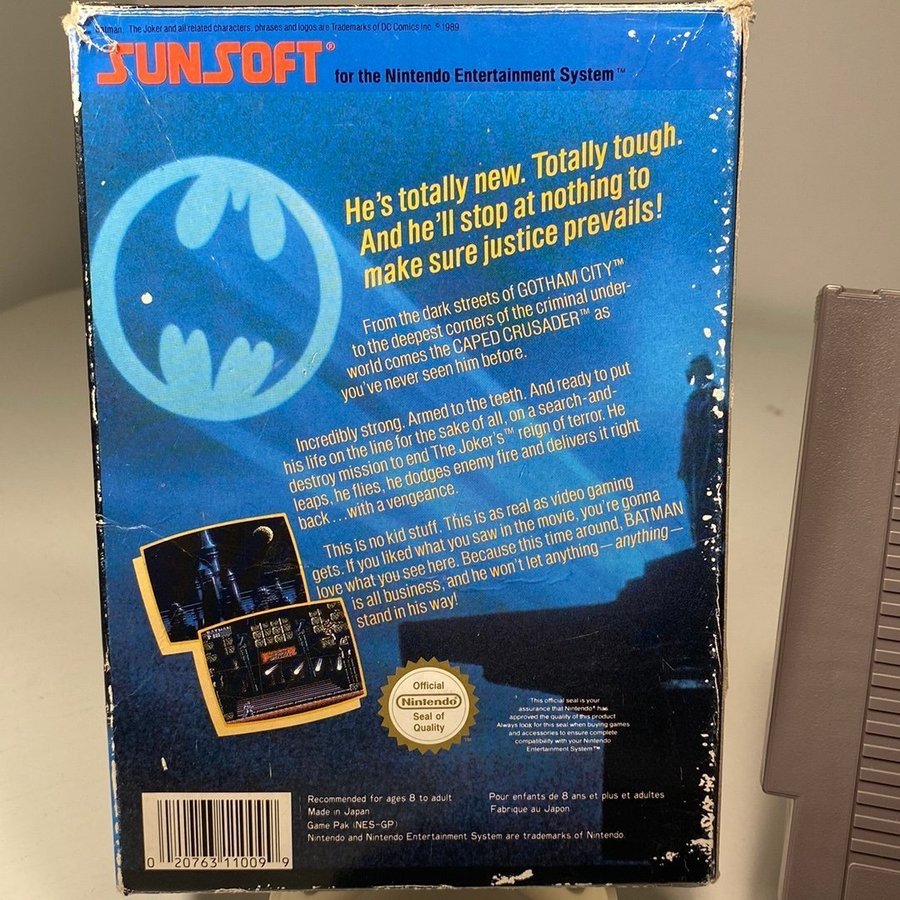 Batman, The Joker and all related characters, phrases and logos are Trademarks of DC Comics Inc. ©1989
SUNSOFT® for the Nintendo Entertainment System™
He's totally new. Totally tough.
And he'll stop at nothing to
make sure justice prevails!
From the dark streets of GOTHAM CITY™
to the deepest corners of the criminal under-
world comes the CAPED CRUSADER™ as
you've never seen him before.
Incredibly strong. Armed to the teeth. And ready to put
his life on the line for the sake of all, on a search-and-
destroy mission to end The Joker's™ reign of terror. He
leaps, he flies, he dodges enemy fire and delivers it right
back ...with a vengeance.
This is no kid stuff. This is as real as video gaming
gets. If you liked what you saw in the movie, you're gonna
love what you see here. Because this time around, BATMAN
is all business, and he won't let anything—anything—
stand in his way!
BATMAN
Official
Nintendo®
Seal of
Quality
™
This official seal is your
assurance that Nintendo® has
approved the quality of this product
Always look for this seal when buying games
and accessories to ensure complete
compatibility with your Nintendo
Entertainment System™
Recommended for ages 8 to adult
Made in Japan
Game Pak (NES-GP)
Nintendo and Nintendo Entertainment System are trademarks of Nintendo.
Pour enfants de 8 ans et plus et adultes
Fabrique au Japon
0 20763 11009 9